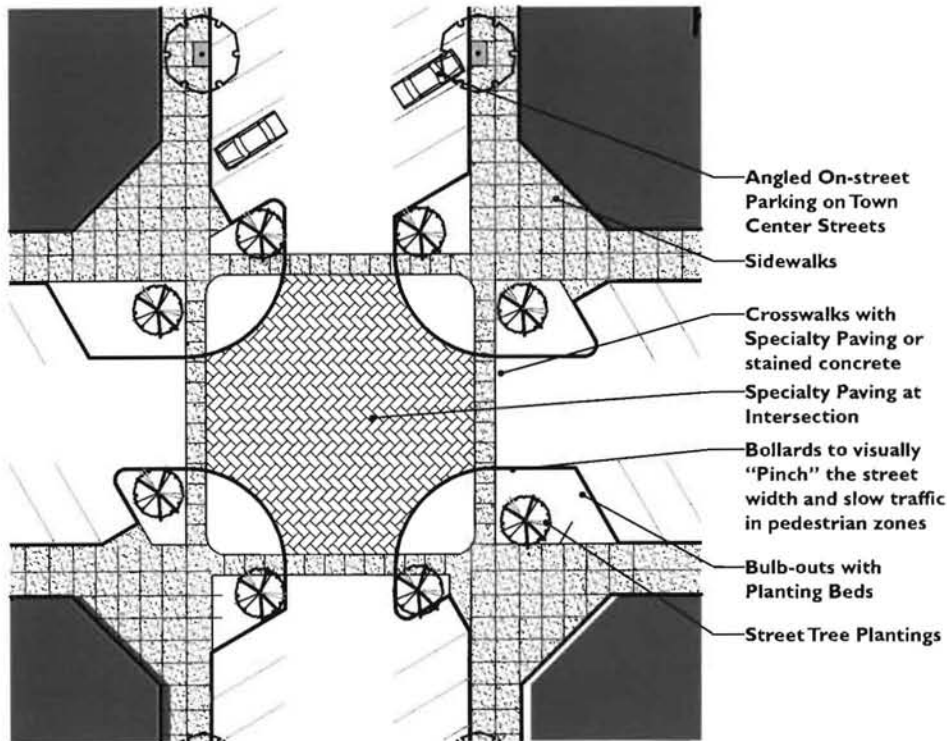 Angled On-street
Parking on Town
Center Streets
Sidewalks
Crosswalks with
Specialty Paving or
stained concrete
Specialty Paving at
Intersection
Bollards to visually
“Pinch” the street
width and slow traffic
in pedestrian zones
Bulb-outs with
Planting Beds
Street Tree Plantings